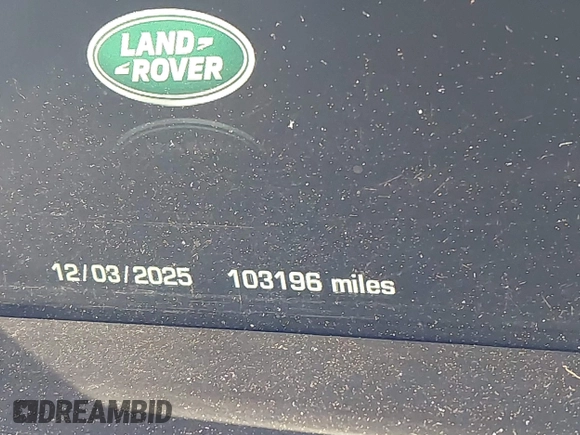 LAND
ROVER
12/03/2025 103196 miles
DREAMBID